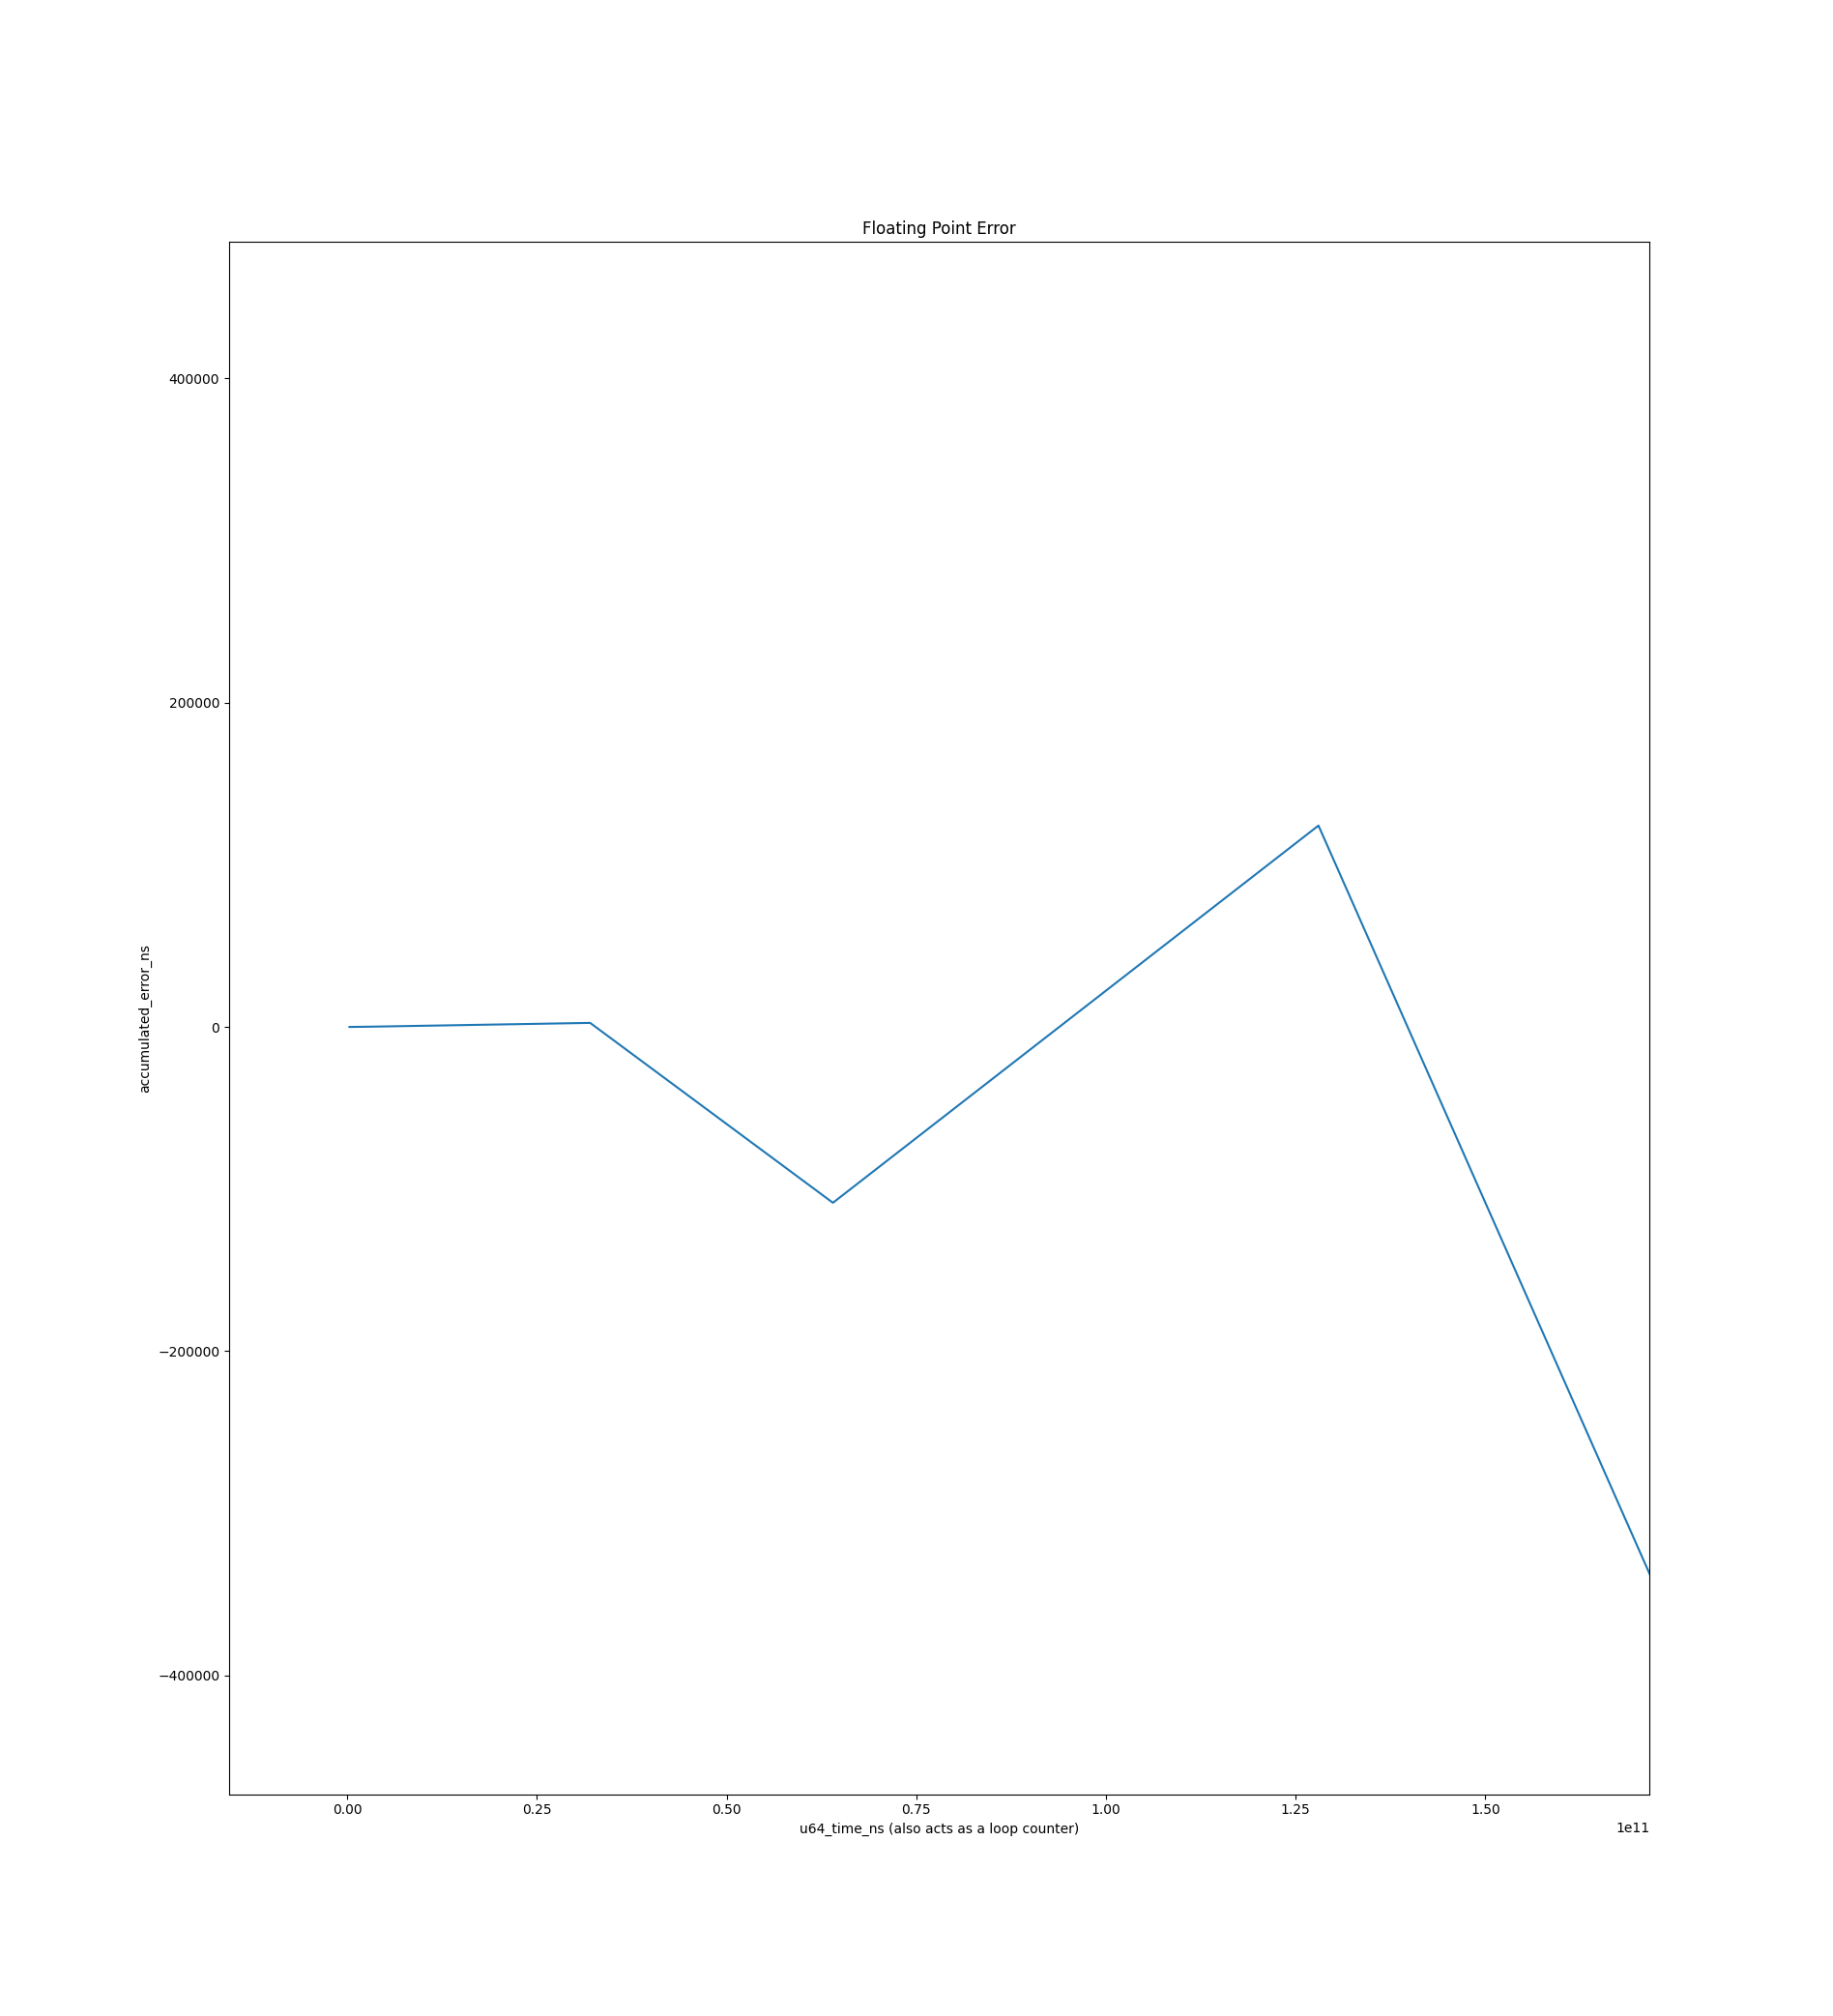 Floating Point Error
400000
200000
0
−200000
−400000
accumulated_error_ns
0.00 0.25 0.50 0.75 1.00 1.25 1.50
u64_time_ns (also acts as a loop counter)
1e11